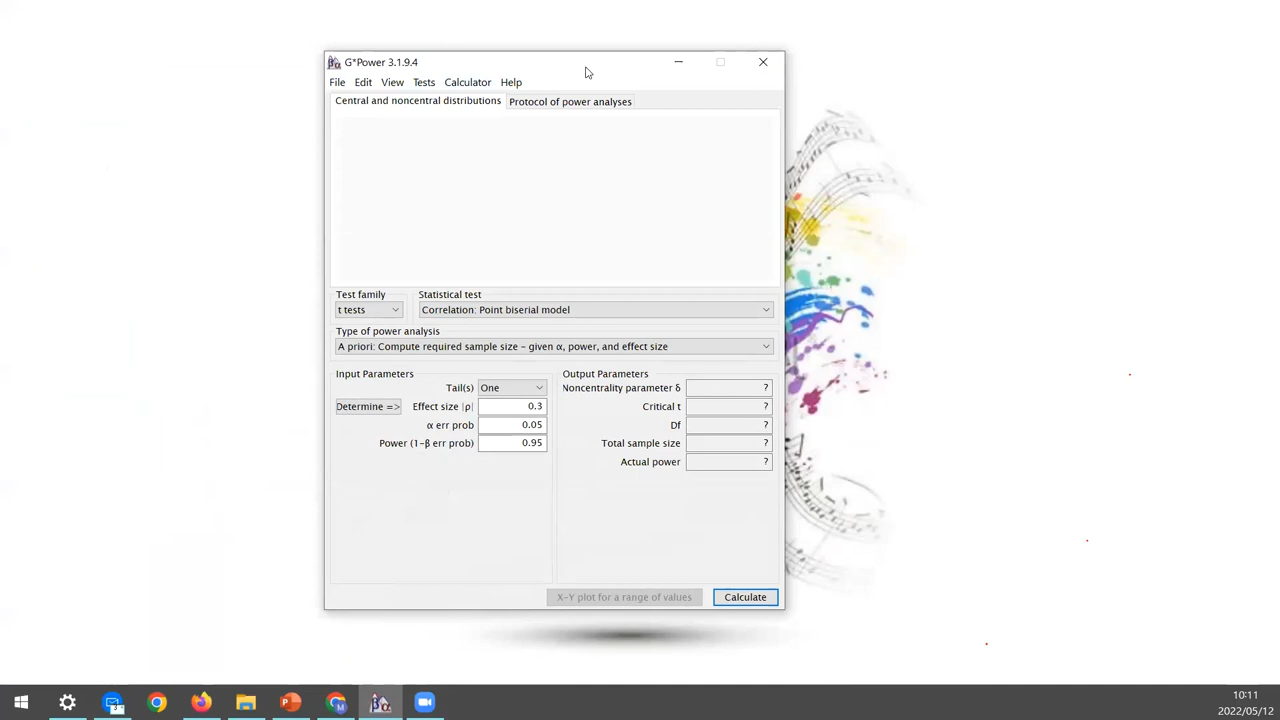 G*Power 3.1.9.4
File Edit View Tests Calculator Help
Central and noncentral distributions Protocol of power analyses
Test family Statistical test
t tests Correlation: Point biserial model
Type of power analysis
A priori: Compute required sample size - given α, power, and effect size
Input Parameters Output Parameters
Tail(s) One Noncentrality parameter δ ?
Determine => Effect size |ρ| 0.3 Critical t ?
α err prob 0.05 Df ?
Power (1-β err prob) 0.95 Total sample size ?
Actual power ?
X-Y plot for a range of values Calculate
10:11
2022/05/12